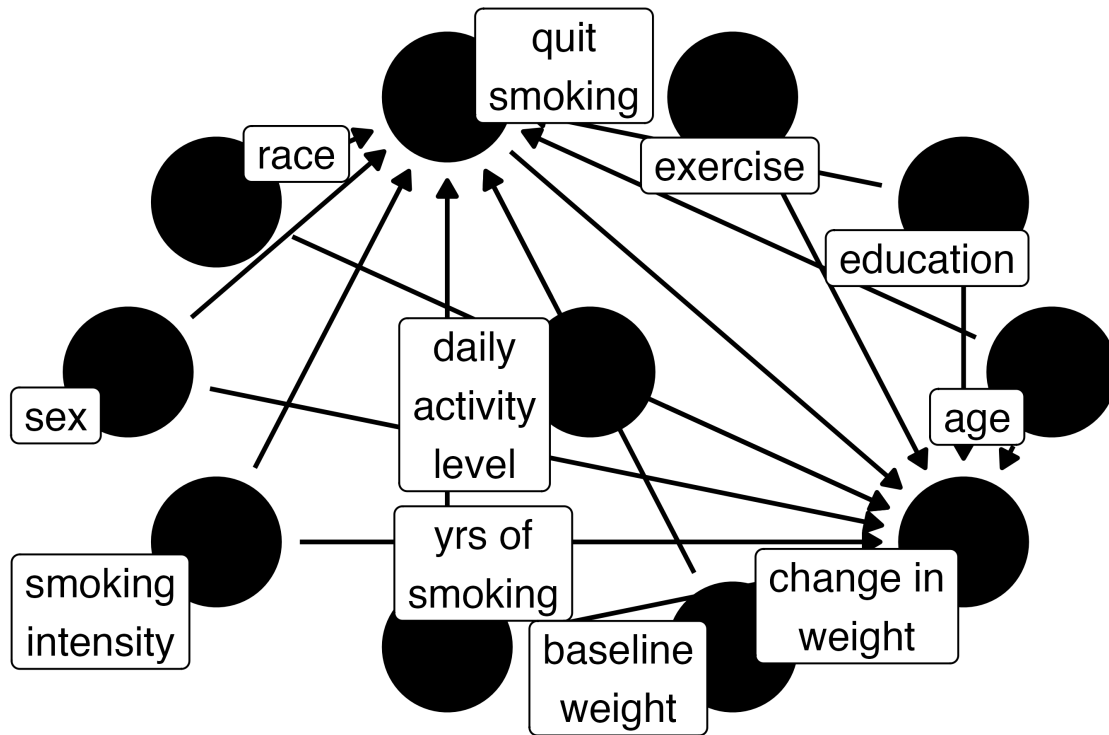 quit
smoking
race
exercise
education
daily
activity
level
sex
age
yrs of
smoking
smoking
intensity
change in
weight
baseline
weight